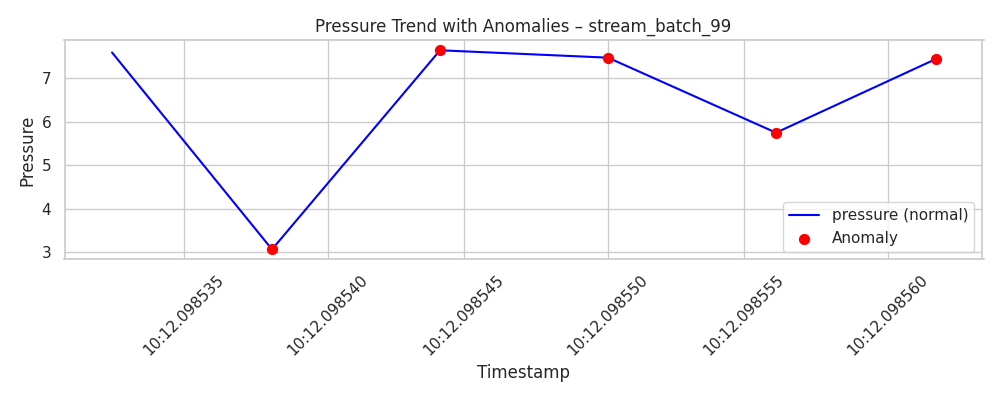 Pressure Trend with Anomalies – stream_batch_99
Pressure
7
6
5
4
3
pressure (normal)
Anomaly
10:12.098535
10:12.098540
10:12.098545
10:12.098550
10:12.098555
10:12.098560
Timestamp